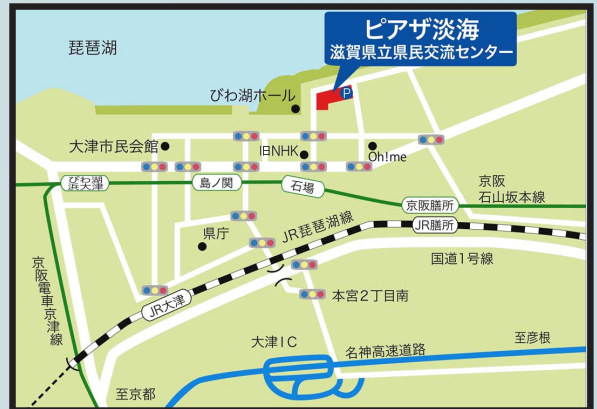 ピアザ淡海
滋賀県立県民交流センター
琵琶湖
P
びわ湖ホール
大津市民会館
旧NHK
Oh!me
びわ湖
浜大津
島ノ関
石場
京阪
石山坂本線
京阪膳所
JR膳所
県庁
JR琵琶湖線
国道1号線
京阪電車京津線
JR大津
本宮2丁目南
大津IC
名神高速道路
至彦根
至京都